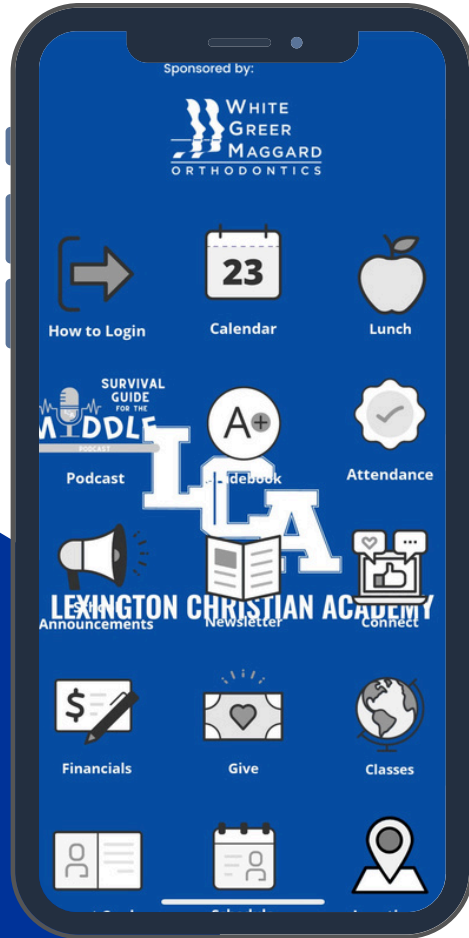 Sponsored by:
WHITE
GREER
MAGGARD
ORTHODONTICS
23
How to Login
Calendar
Lunch
SURVIVAL
GUIDE
FOR THE
MIDDLE
PODCAST
A+
Podcast
Attendance
LCA
LEXINGTON CHRISTIAN ACADEMY
Announcements
Newsletter
Connect
$
Financials
Give
Classes